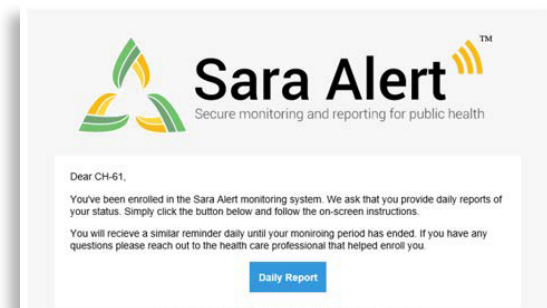 Sara Alert TM
Secure monitoring and reporting for public health
Dear CH-61,
You've been enrolled in the Sara Alert monitoring system. We ask that you provide daily reports of
your status. Simply click the button below and follow the on-screen instructions.
You will recieve a similar reminder daily until your moniroing period has ended. If you have any
questions please reach out to the health care professional that helped enroll you.
Daily Report